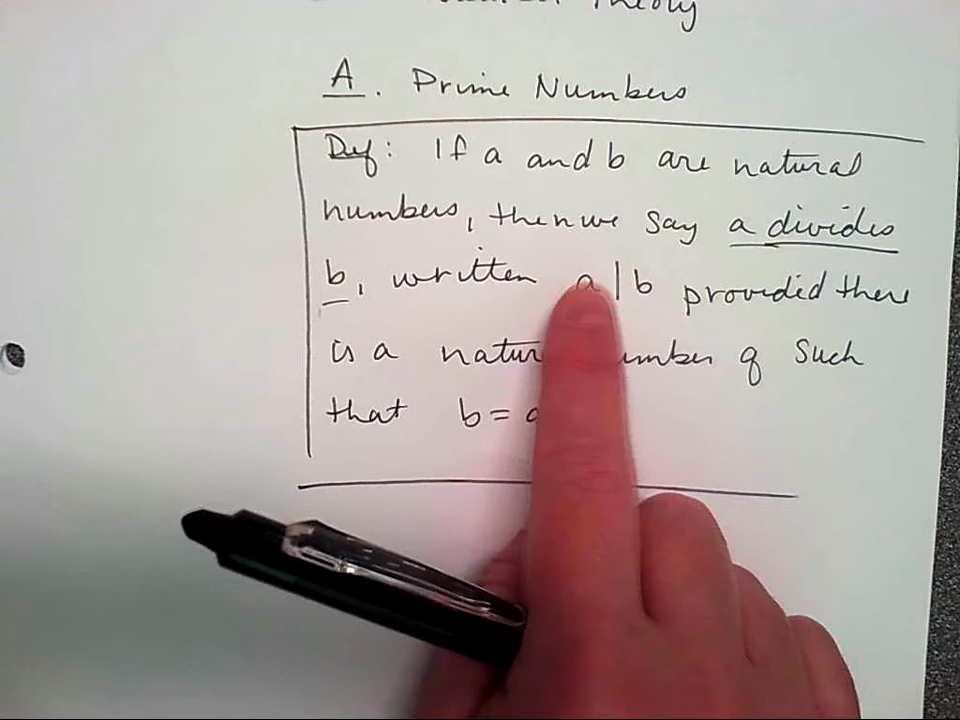 Theory
A. Prime Numbers
Def: If a and b are natural
numbers, then we say a divides
b, written a | b provided there
is a natur umber q such
that b = a